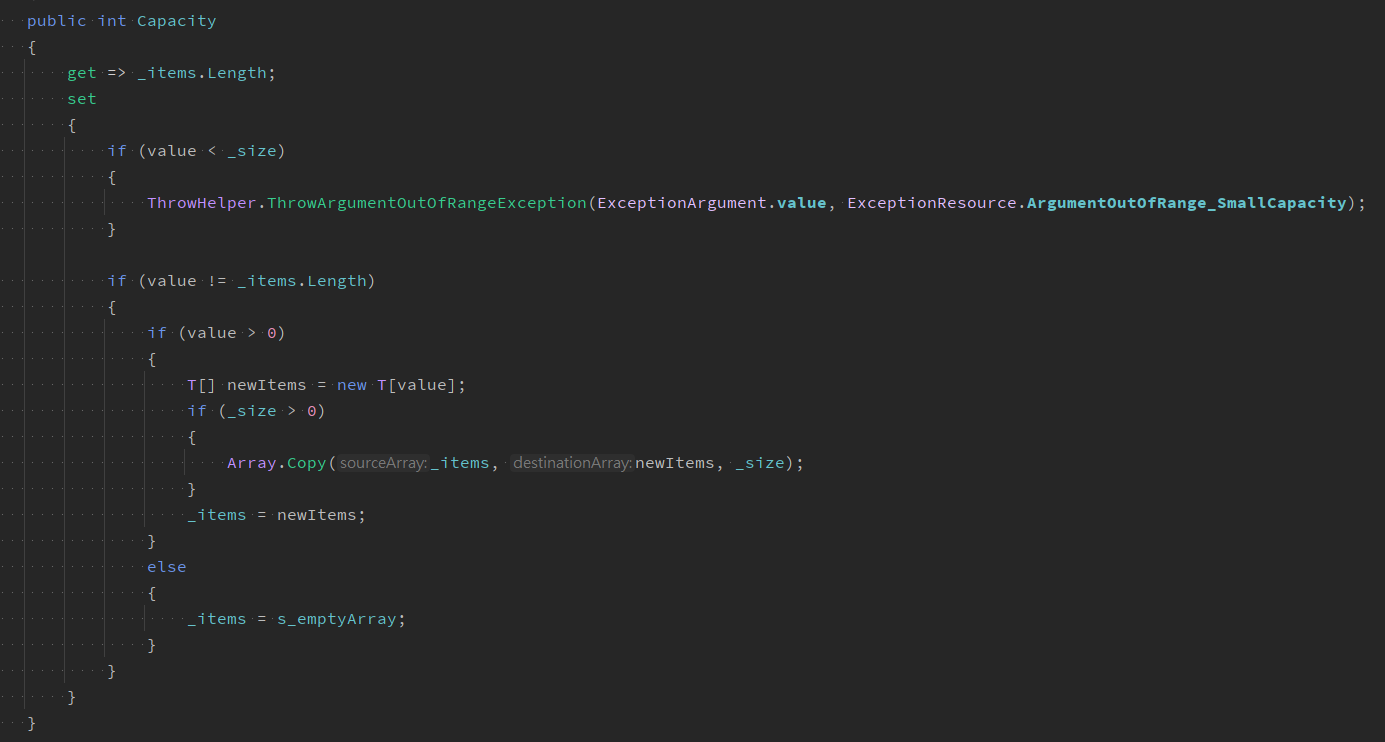 public int Capacity
{
    get => _items.Length;
    set
    {
        if (value < _size)
        {
            ThrowHelper.ThrowArgumentOutOfRangeException(ExceptionArgument.value, ExceptionResource.ArgumentOutOfRange_SmallCapacity);
        }

        if (value != _items.Length)
        {
            if (value > 0)
            {
                T[] newItems = new T[value];
                if (_size > 0)
                {
                    Array.Copy(sourceArray:_items, destinationArray:newItems, _size);
                }
                _items = newItems;
            }
            else
            {
                _items = s_emptyArray;
            }
        }
    }
}